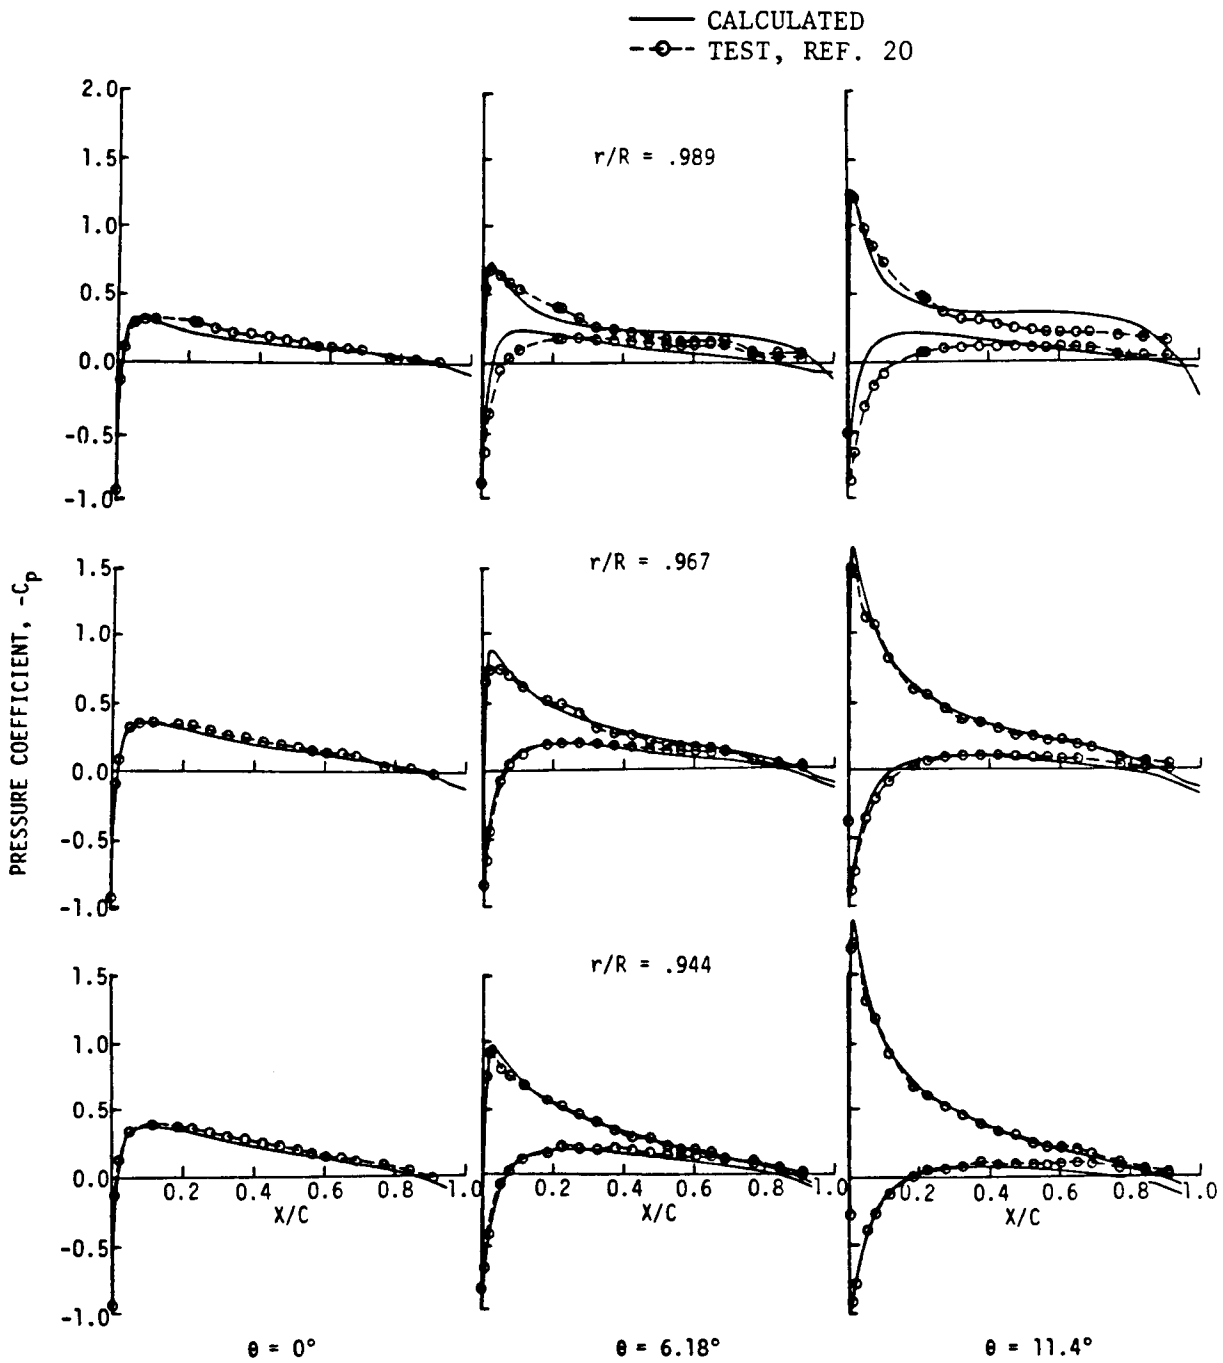 CALCULATED
TEST, REF. 20
2.0
1.5
1.0
0.5
0.0
-0.5
-1.0
r/R = .989
PRESSURE COEFFICIENT, -Cp
1.5
1.0
0.5
0.0
-0.5
-1.0
r/R = .967
1.5
1.0
0.5
0.0
-0.5
-1.0
r/R = .944
0.2 0.4 0.6 0.8 1.0
X/C
0.2 0.4 0.6 0.8 1.0
X/C
0.2 0.4 0.6 0.8 1.0
X/C
θ = 0°
θ = 6.18°
θ = 11.4°